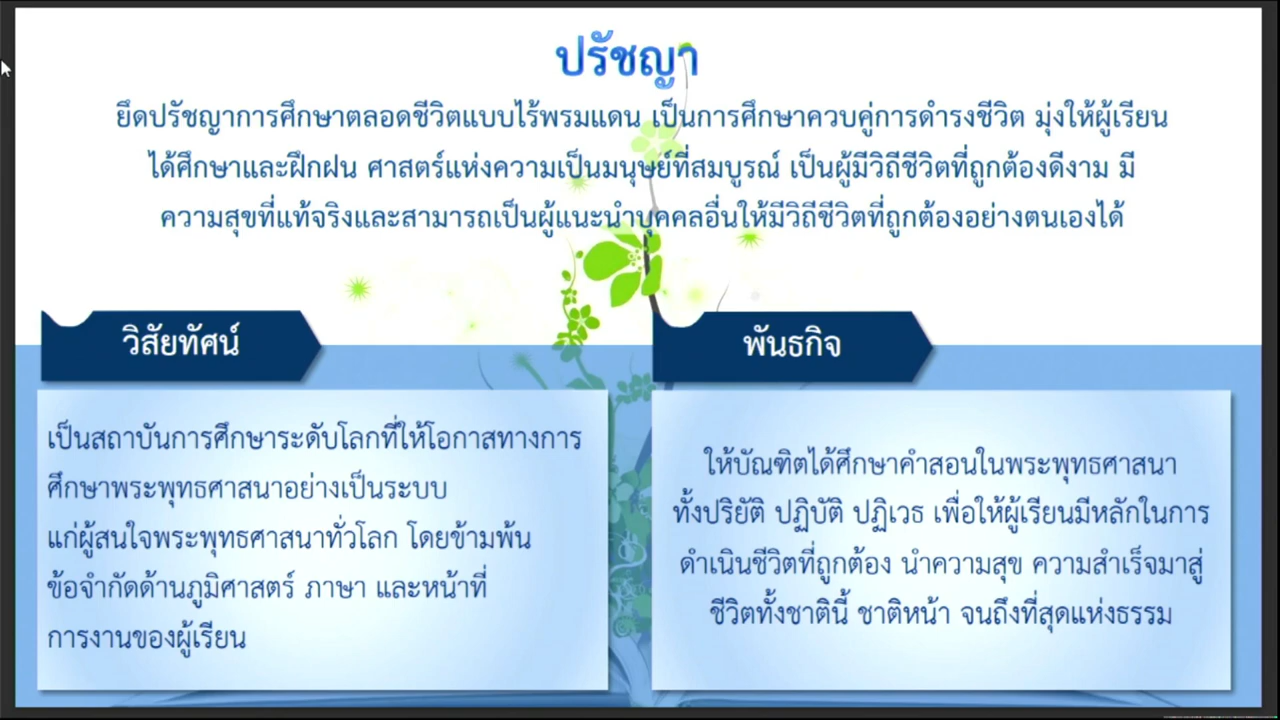 ปรัชญา
ยึดปรัชญาการศึกษาตลอดชีวิตแบบไร้พรมแดน เป็นการศึกษาควบคู่การดำรงชีวิต มุ่งให้ผู้เรียน
ได้ศึกษาและฝึกฝน ศาสตร์แห่งความเป็นมนุษย์ที่สมบูรณ์ เป็นผู้มีวิถีชีวิตที่ถูกต้องดีงาม มี
ความสุขที่แท้จริงและสามารถเป็นผู้แนะนำบุคคลอื่นให้มีวิถีชีวิตที่ถูกต้องอย่างตนเองได้
วิสัยทัศน์
เป็นสถาบันการศึกษาระดับโลกที่ให้โอกาสทางการ
ศึกษาพระพุทธศาสนาอย่างเป็นระบบ
แก่ผู้สนใจพระพุทธศาสนาทั่วโลก โดยข้ามพ้น
ข้อจำกัดด้านภูมิศาสตร์ ภาษา และหน้าที่
การงานของผู้เรียน
พันธกิจ
ให้บัณฑิตได้ศึกษาคำสอนในพระพุทธศาสนา
ทั้งปริยัติ ปฏิบัติ ปฏิเวธ เพื่อให้ผู้เรียนมีหลักในการ
ดำเนินชีวิตที่ถูกต้อง นำความสุข ความสำเร็จมาสู่
ชีวิตทั้งชาตินี้ ชาติหน้า จนถึงที่สุดแห่งธรรม